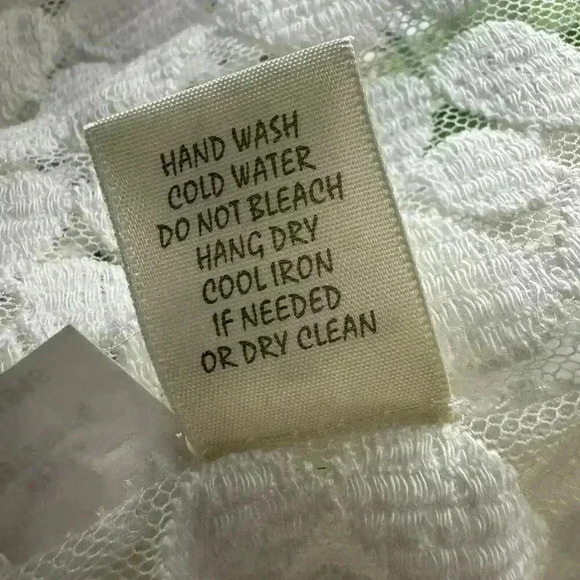 HAND WASH
COLD WATER
DO NOT BLEACH
HANG DRY
COOL IRON
IF NEEDED
OR DRY CLEAN